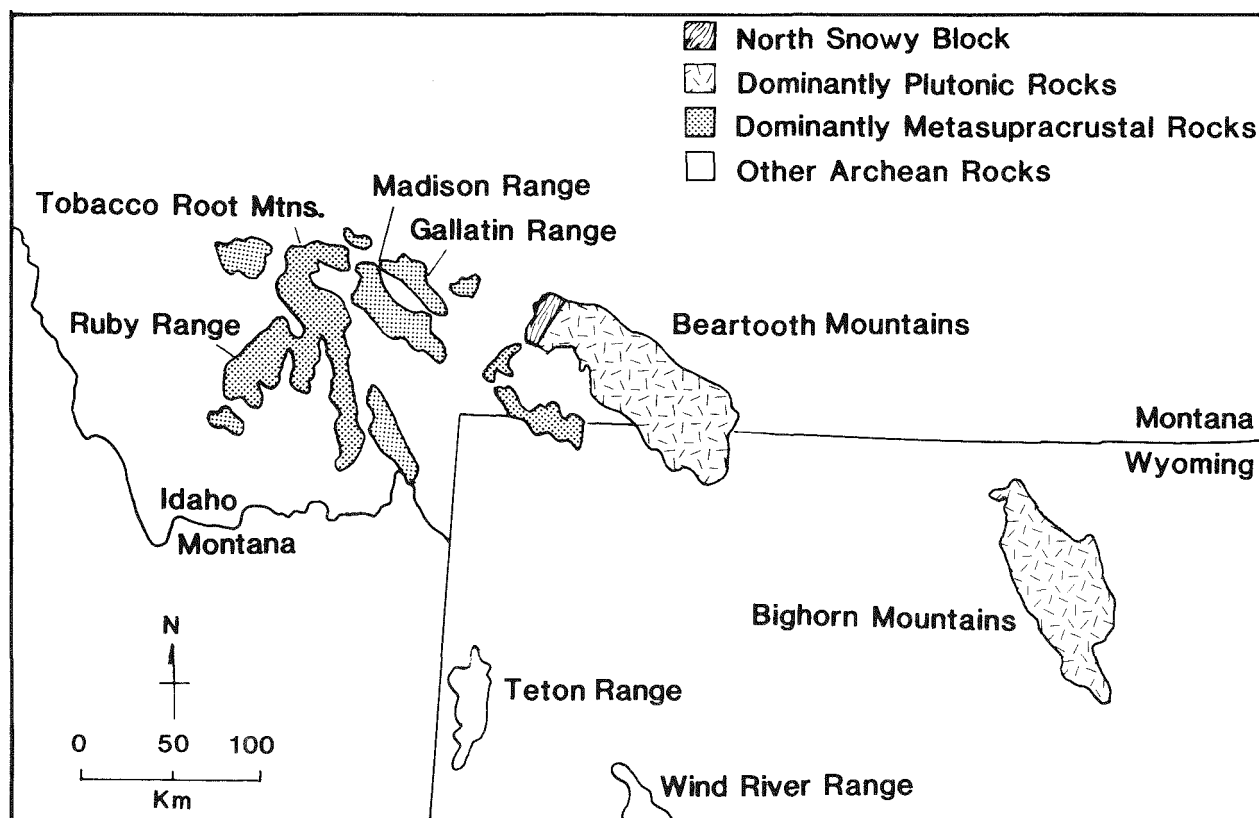 North Snowy Block
Dominantly Plutonic Rocks
Dominantly Metasupracrustal Rocks
Other Archean Rocks
Madison Range
Tobacco Root Mtns.
Gallatin Range
Ruby Range
Beartooth Mountains
Montana
Wyoming
Idaho
Montana
Bighorn Mountains
N
Teton Range
0 50 100
Km
Wind River Range